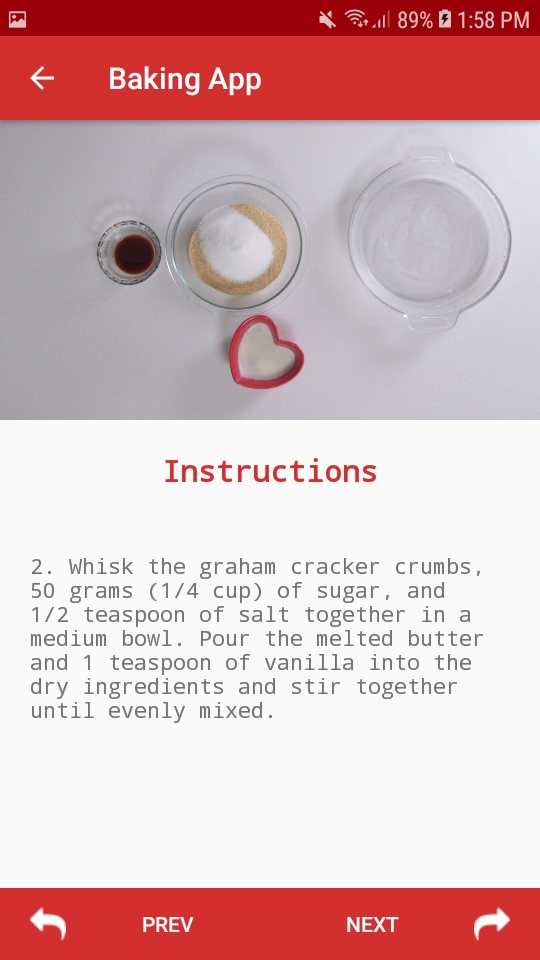 89% 1:58 PM
Baking App
Instructions
2. Whisk the graham cracker crumbs,
50 grams (1/4 cup) of sugar, and
1/2 teaspoon of salt together in a
medium bowl. Pour the melted butter
and 1 teaspoon of vanilla into the
dry ingredients and stir together
until evenly mixed.
PREV NEXT